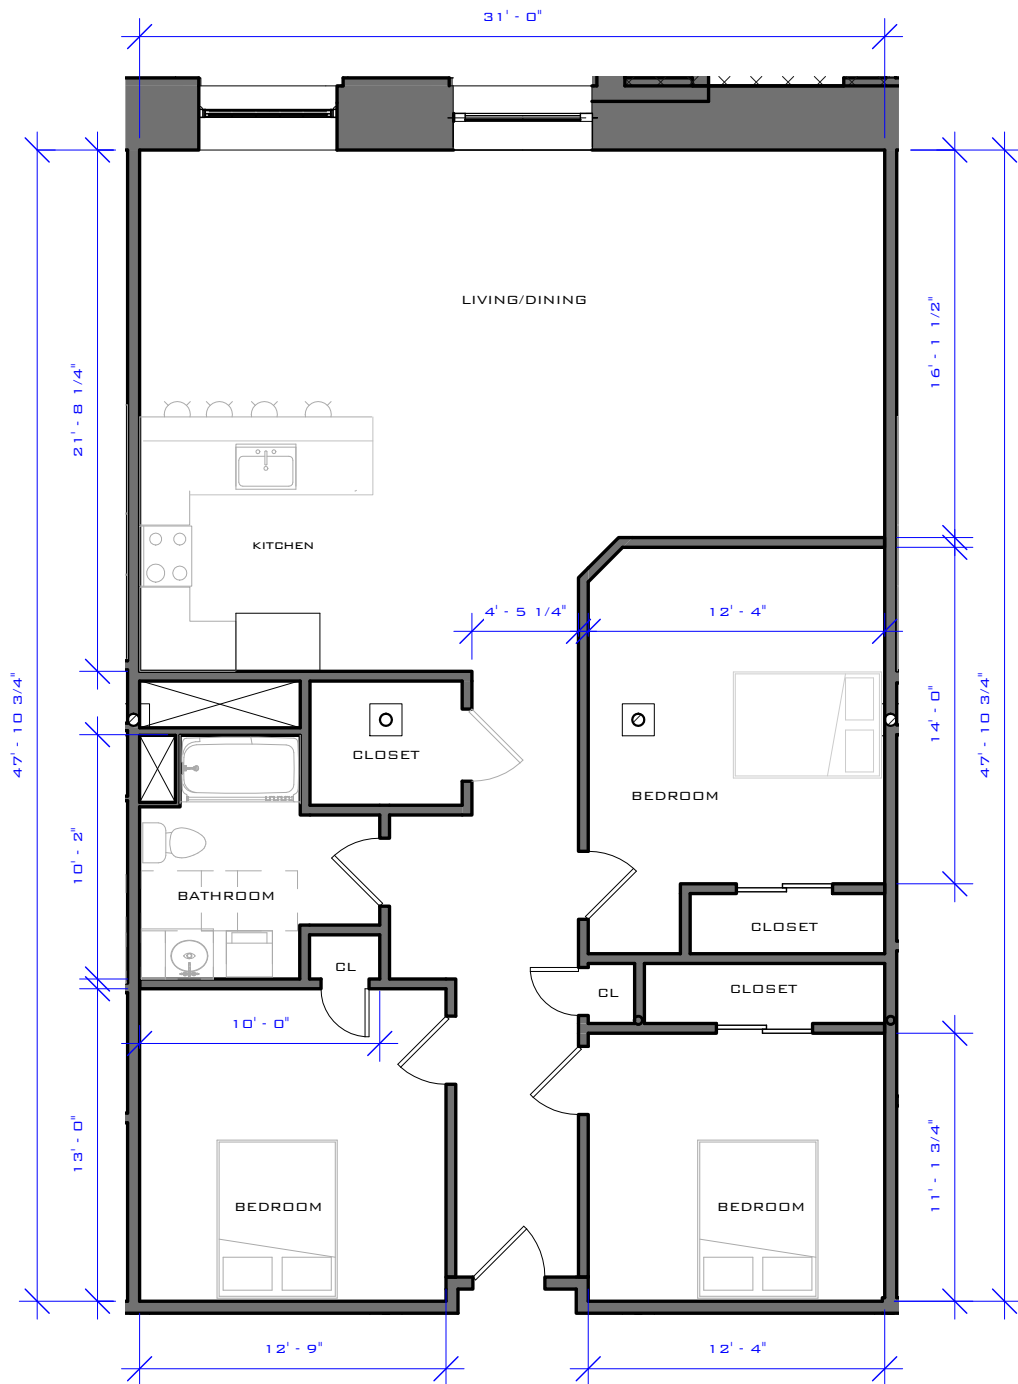 31' - 0"
LIVING/DINING
16' - 1 1/2"
21' - 8 1/4"
KITCHEN
4' - 5 1/4"
12' - 4"
47' - 10 3/4"
14' - 0"
47' - 10 3/4"
CLOSET
BEDROOM
10' - 2"
BATHROOM
CLOSET
CL
CL
CLOSET
10' - 0"
13' - 0"
11' - 1 3/4"
BEDROOM
BEDROOM
12' - 9"
12' - 4"